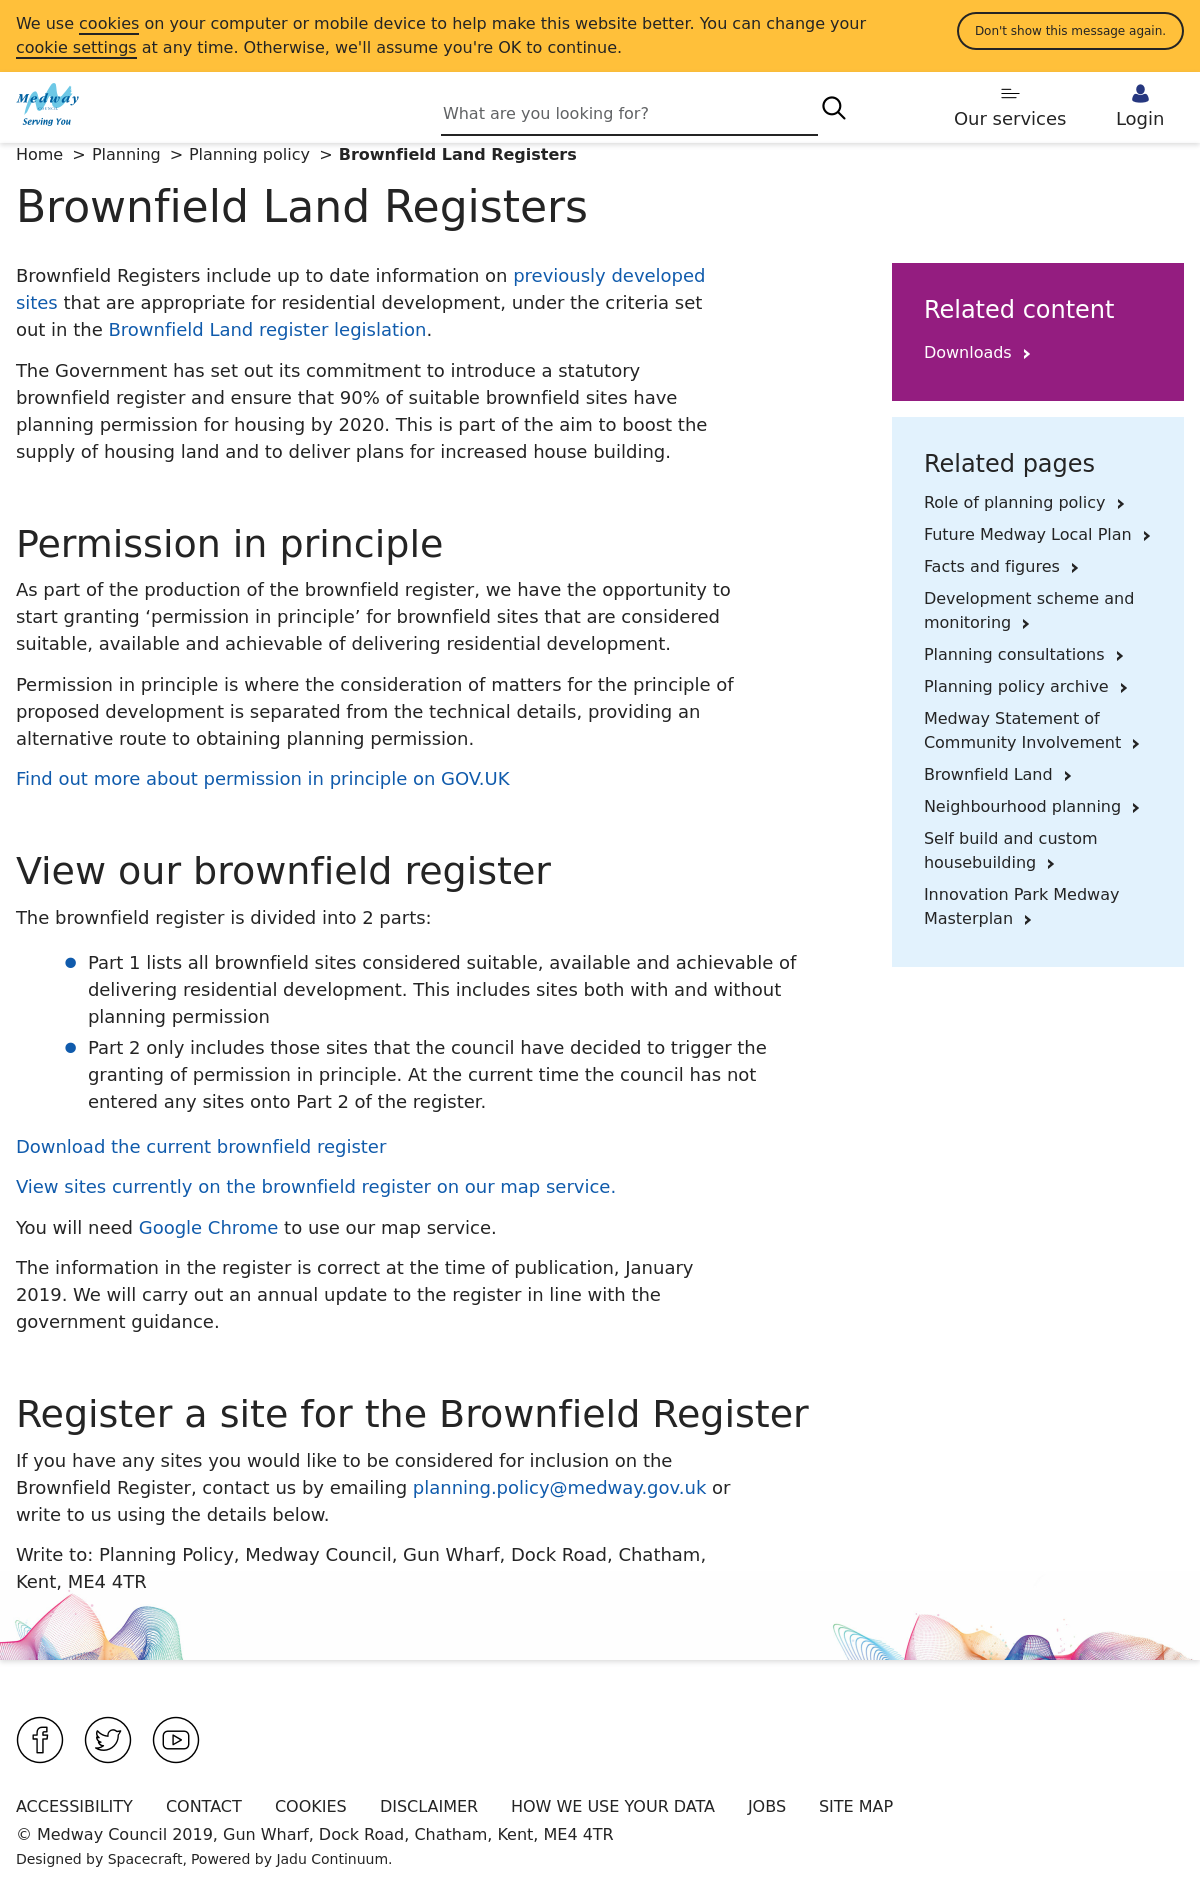 We use cookies on your computer or mobile device to help make this website better. You can change your
cookie settings at any time. Otherwise, we'll assume you're OK to continue.
Don't show this message again.
Medway
Serving You
What are you looking for?
Our services
Login
Home > Planning > Planning policy > Brownfield Land Registers
Brownfield Land Registers
Brownfield Registers include up to date information on previously developed
sites that are appropriate for residential development, under the criteria set
out in the Brownfield Land register legislation.
The Government has set out its commitment to introduce a statutory
brownfield register and ensure that 90% of suitable brownfield sites have
planning permission for housing by 2020. This is part of the aim to boost the
supply of housing land and to deliver plans for increased house building.
Permission in principle
As part of the production of the brownfield register, we have the opportunity to
start granting ‘permission in principle’ for brownfield sites that are considered
suitable, available and achievable of delivering residential development.
Permission in principle is where the consideration of matters for the principle of
proposed development is separated from the technical details, providing an
alternative route to obtaining planning permission.
Find out more about permission in principle on GOV.UK
View our brownfield register
The brownfield register is divided into 2 parts:
Part 1 lists all brownfield sites considered suitable, available and achievable of
delivering residential development. This includes sites both with and without
planning permission
Part 2 only includes those sites that the council have decided to trigger the
granting of permission in principle. At the current time the council has not
entered any sites onto Part 2 of the register.
Download the current brownfield register
View sites currently on the brownfield register on our map service.
You will need Google Chrome to use our map service.
The information in the register is correct at the time of publication, January
2019. We will carry out an annual update to the register in line with the
government guidance.
Register a site for the Brownfield Register
If you have any sites you would like to be considered for inclusion on the
Brownfield Register, contact us by emailing planning.policy@medway.gov.uk or
write to us using the details below.
Write to: Planning Policy, Medway Council, Gun Wharf, Dock Road, Chatham,
Kent, ME4 4TR
Related content
Downloads
Related pages
Role of planning policy
Future Medway Local Plan
Facts and figures
Development scheme and
monitoring
Planning consultations
Planning policy archive
Medway Statement of
Community Involvement
Brownfield Land
Neighbourhood planning
Self build and custom
housebuilding
Innovation Park Medway
Masterplan
ACCESSIBILITY CONTACT COOKIES DISCLAIMER HOW WE USE YOUR DATA JOBS SITE MAP
© Medway Council 2019, Gun Wharf, Dock Road, Chatham, Kent, ME4 4TR
Designed by Spacecraft, Powered by Jadu Continuum.